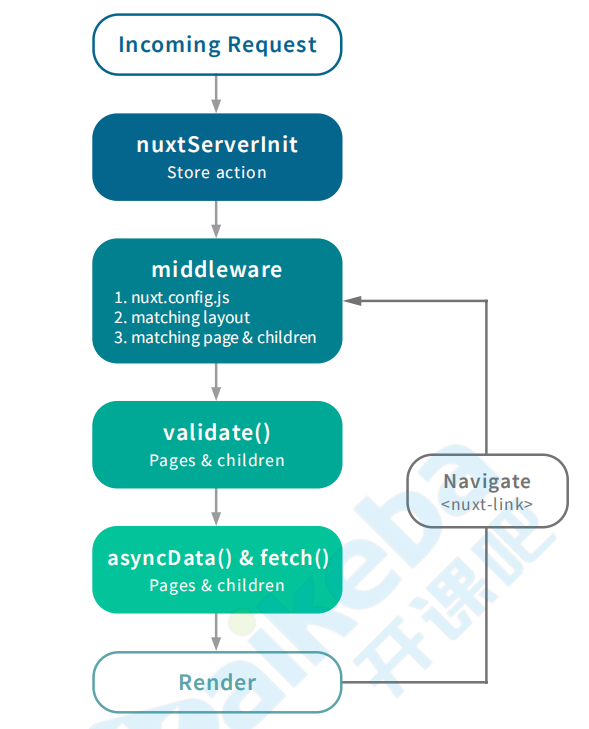 Incoming Request
nuxtServerInit
Store action
middleware
1. nuxt.config.js
2. matching layout
3. matching page & children
validate()
Pages & children
Navigate
<nuxt-link>
asyncData() & fetch()
Pages & children
Render
kaikeba
开课吧